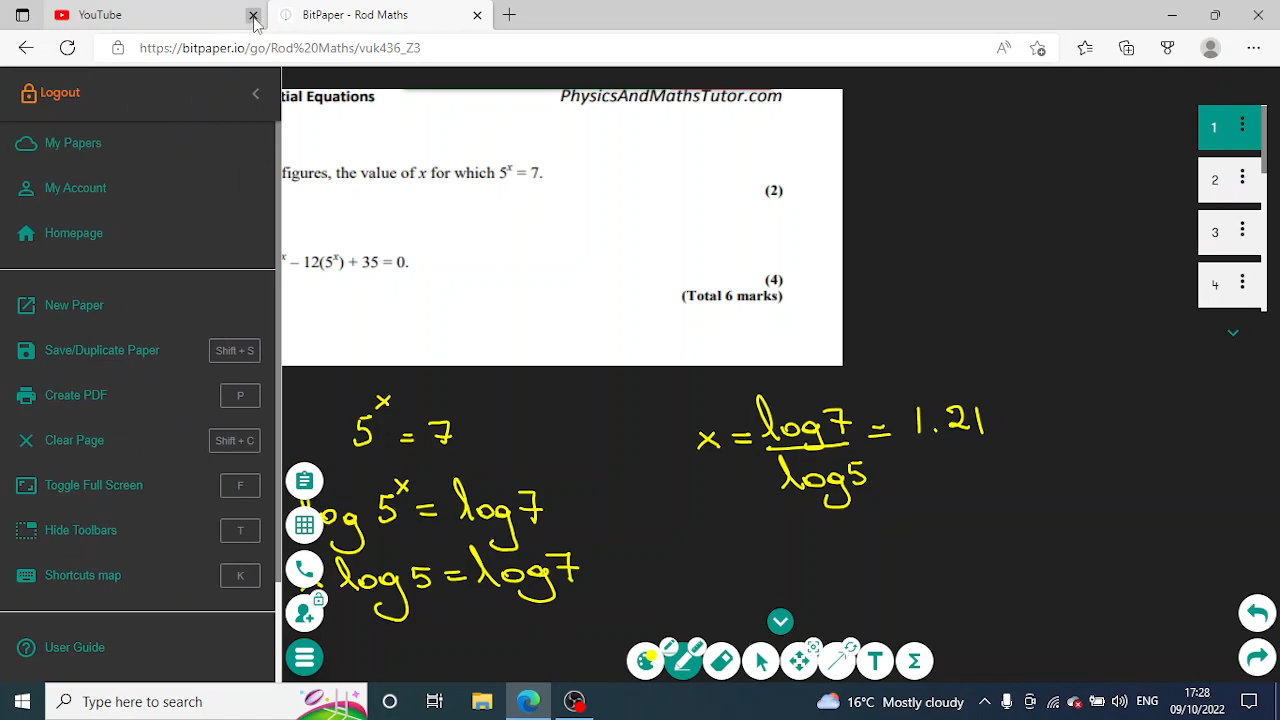 YouTube
BitPaper - Rod Maths
https://bitpaper.io/go/Rod%20Maths/vuk436_Z3
Logout
My Papers
My Account
Homepage
New Paper
Save/Duplicate Paper Shift + S
Create PDF P
Clear Page Shift + C
Toggle Full Screen F
Hide Toolbars T
Shortcuts map K
User Guide
tial Equations
PhysicsAndMathsTutor.com
figures, the value of x for which 5ˣ = 7.
(2)
ˣ – 12(5ˣ) + 35 = 0.
(4)
(Total 6 marks)
5ˣ = 7
log 5ˣ = log 7
x log 5 = log 7
x = log 7 / log 5 = 1.21
1
2
3
4
T
Σ
Type here to search
16°C Mostly cloudy
ENG
17:28
09/10/2022